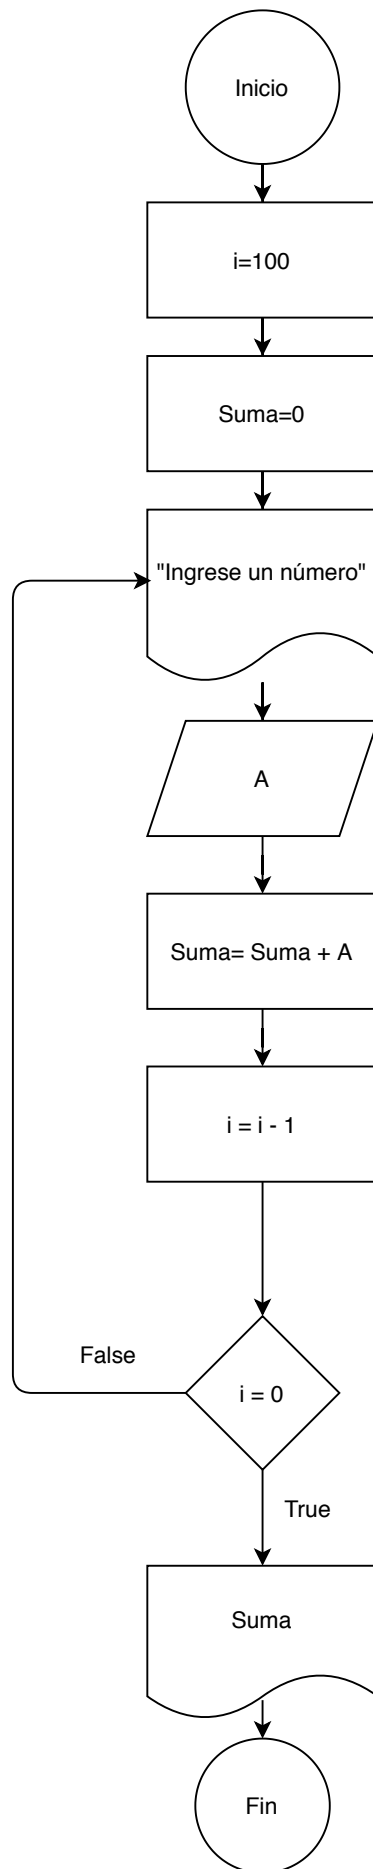 Inicio
i=100
Suma=0
"Ingrese un número"
A
Suma= Suma + A
i = i - 1
False
i = 0
True
Suma
Fin